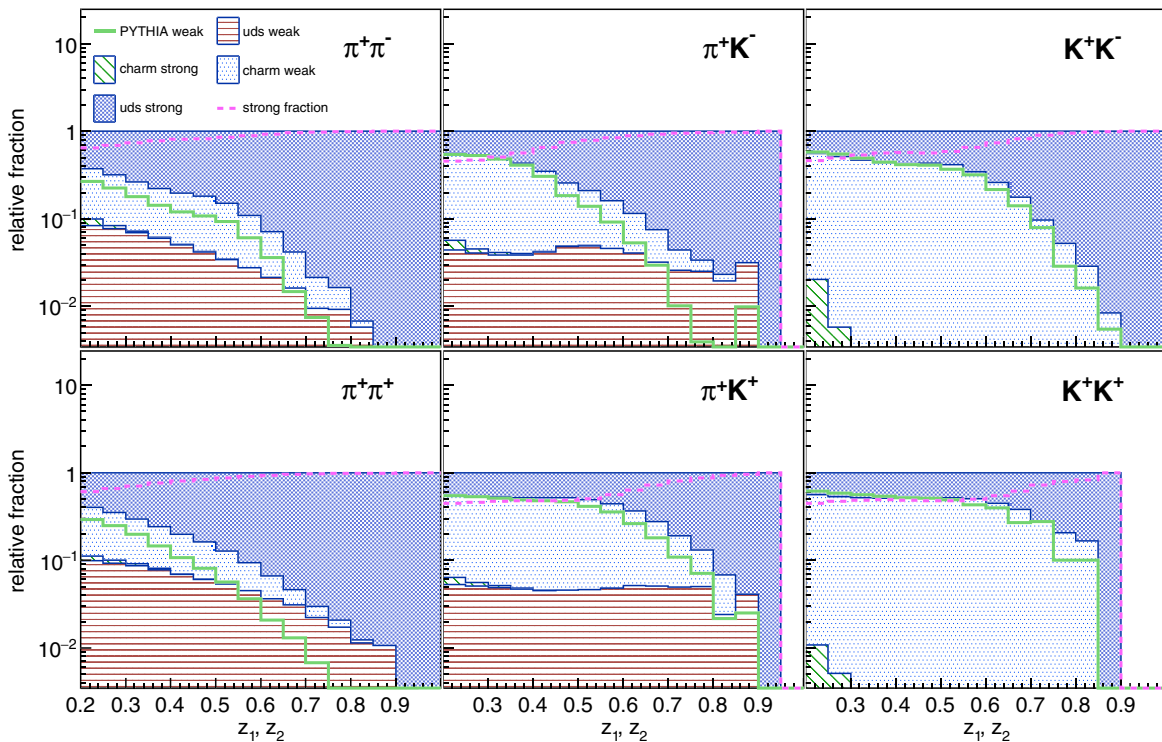 PYTHIA weak uds weak
charm strong charm weak
uds strong strong fraction
π⁺π⁻
π⁺K⁻
K⁺K⁻
relative fraction
10
1
10⁻¹
10⁻²
π⁺π⁺
π⁺K⁺
K⁺K⁺
relative fraction
10
1
10⁻¹
10⁻²
0.2 0.3 0.4 0.5 0.6 0.7 0.8 0.9
0.3 0.4 0.5 0.6 0.7 0.8 0.9
0.3 0.4 0.5 0.6 0.7 0.8 0.9
z₁, z₂
z₁, z₂
z₁, z₂